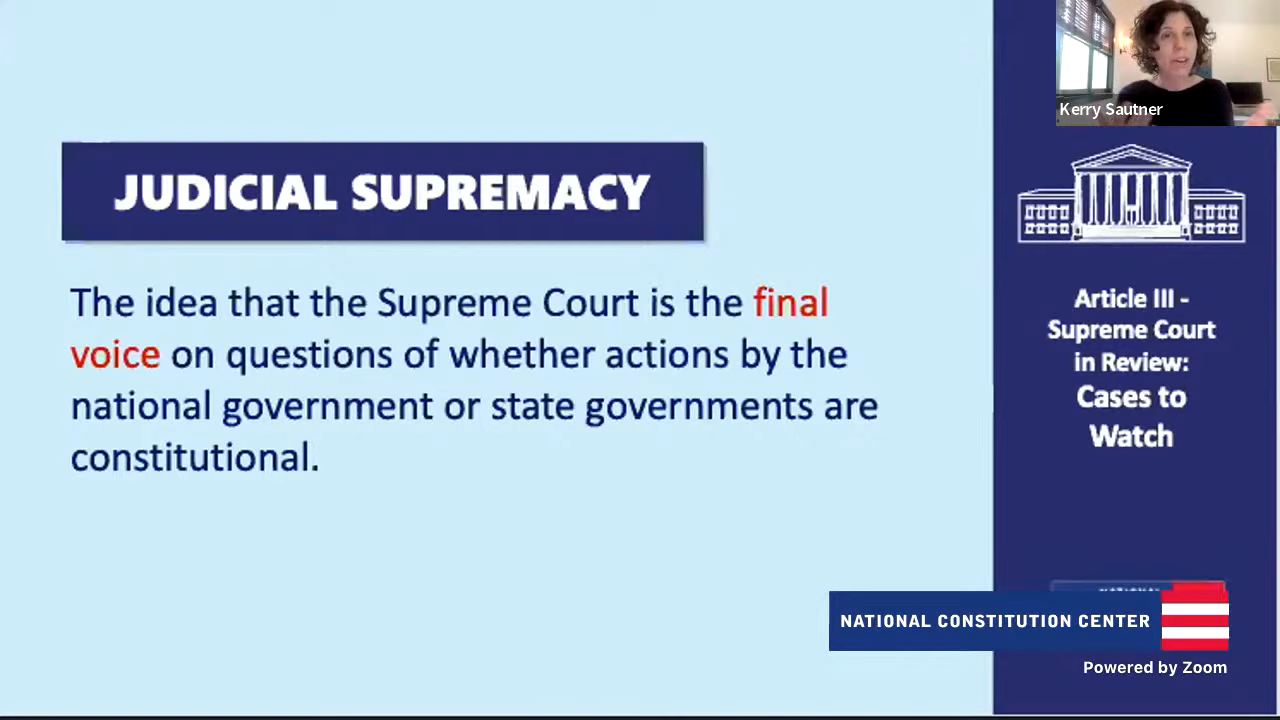 JUDICIAL SUPREMACY
The idea that the Supreme Court is the final
voice on questions of whether actions by the
national government or state governments are
constitutional.
Kerry Sautner
Article III -
Supreme Court
in Review:
Cases to
Watch
NATIONAL CONSTITUTION CENTER
Powered by Zoom